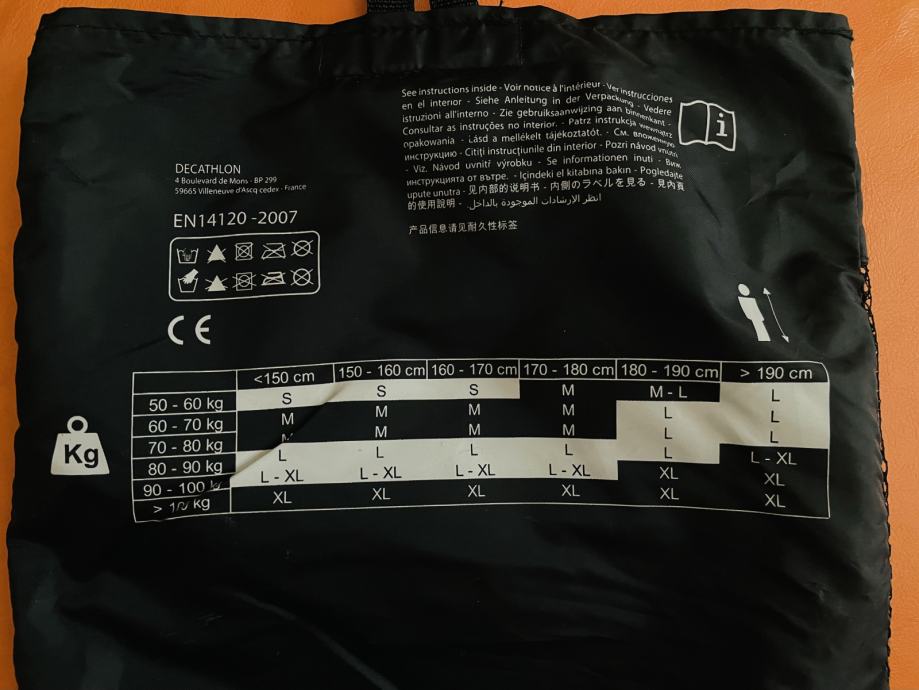 See instructions inside - Voir notice à l'intérieur - Ver instrucciones
en el interior - Siehe Anleitung in der Verpackung - Vedere
istruzioni all'interno - Zie gebruiksaanwijzing aan binnenkant -
Consultar as instruções no interior. - Patrz instrukcja wewnątrz
opakowania - Lásd a mellékelt tájékoztatót. - См. вложенную
инструкцию - Citiți instrucțiunile din interior - Pozri návod vnútri
- Viz. Návod uvnitř výrobku - Se informationen inuti - Виж
инструкцията от вътре. - İçindeki el kitabına bakın - Pogledajte
upute unutra - 见内部的说明书 - 内側のラベルを見る - 見內頁
的使用說明 - انظر الإرشادات الموجودة بالداخل.
产品信息请见耐久性标签
i
DECATHLON
4 Boulevard de Mons - BP 299
59665 Villeneuve d'Ascq cedex - France
EN14120 -2007
CE
Kg
<150 cm 150 - 160 cm 160 - 170 cm 170 - 180 cm 180 - 190 cm > 190 cm
50 - 60 kg S S S M M - L L
60 - 70 kg M M M M L L
70 - 80 kg M M M M L L
80 - 90 kg L L L L L L - XL
90 - 100 L - XL L - XL L - XL L - XL XL XL
> kg XL XL XL XL XL XL